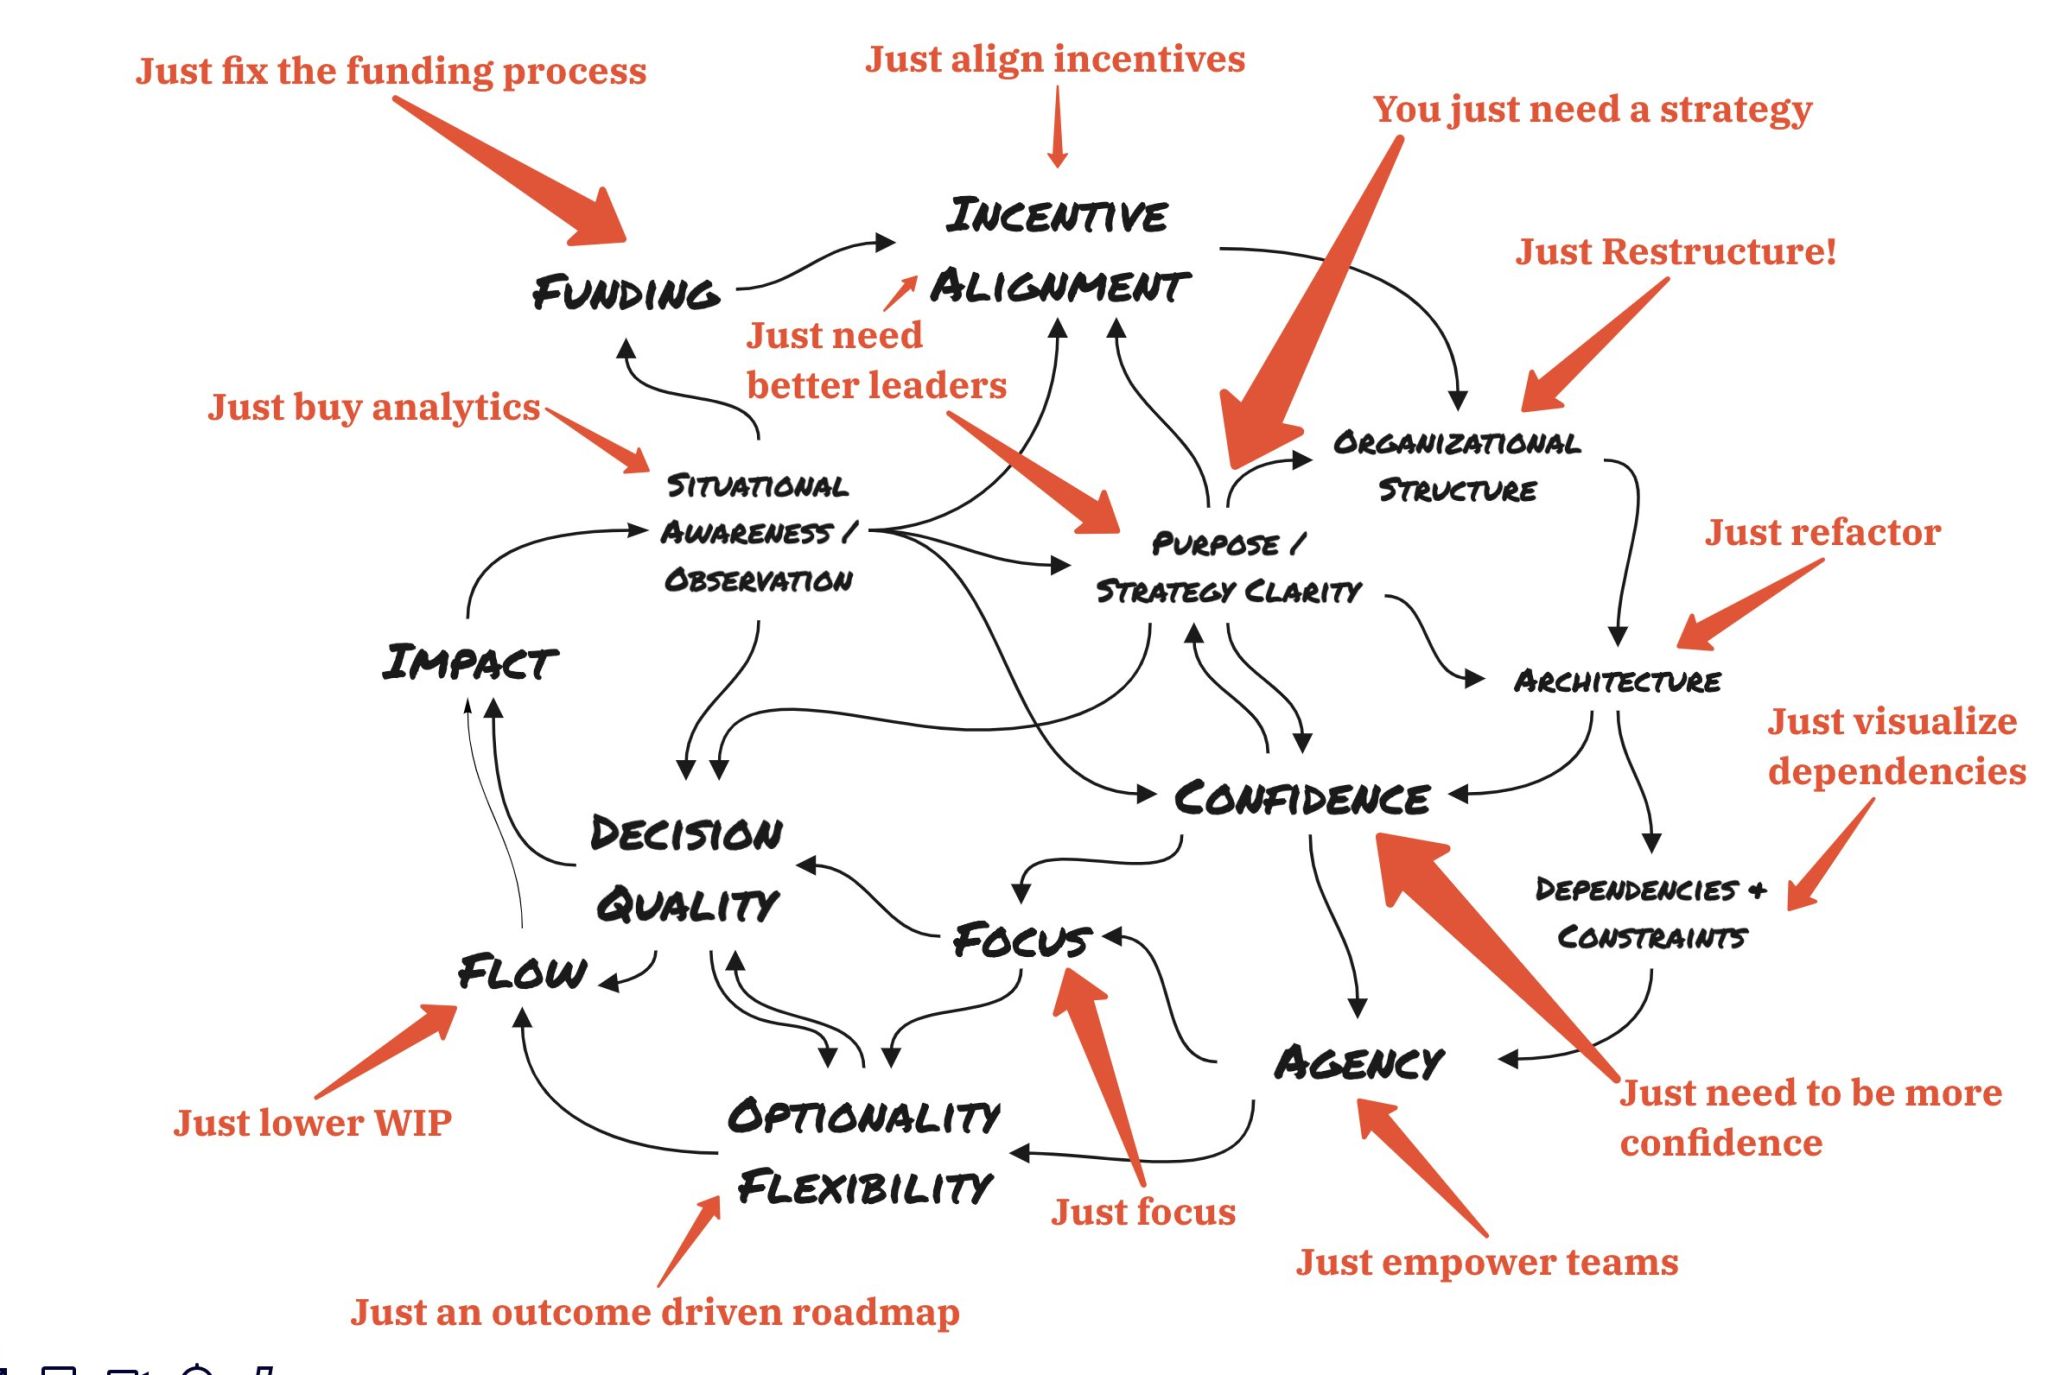 Just fix the funding process
Just align incentives
You just need a strategy
INCENTIVE
ALIGNMENT
Just Restructure!
FUNDING
Just need
better leaders
Just buy analytics
ORGANIZATIONAL
STRUCTURE
SITUATIONAL
AWARENESS /
OBSERVATION
PURPOSE /
STRATEGY CLARITY
Just refactor
IMPACT
ARCHITECTURE
Just visualize
dependencies
CONFIDENCE
DECISION
QUALITY
DEPENDENCIES +
CONSTRAINTS
FOCUS
FLOW
AGENCY
Just need to be more
confidence
Just lower WIP
OPTIONALITY
FLEXIBILITY
Just focus
Just empower teams
Just an outcome driven roadmap